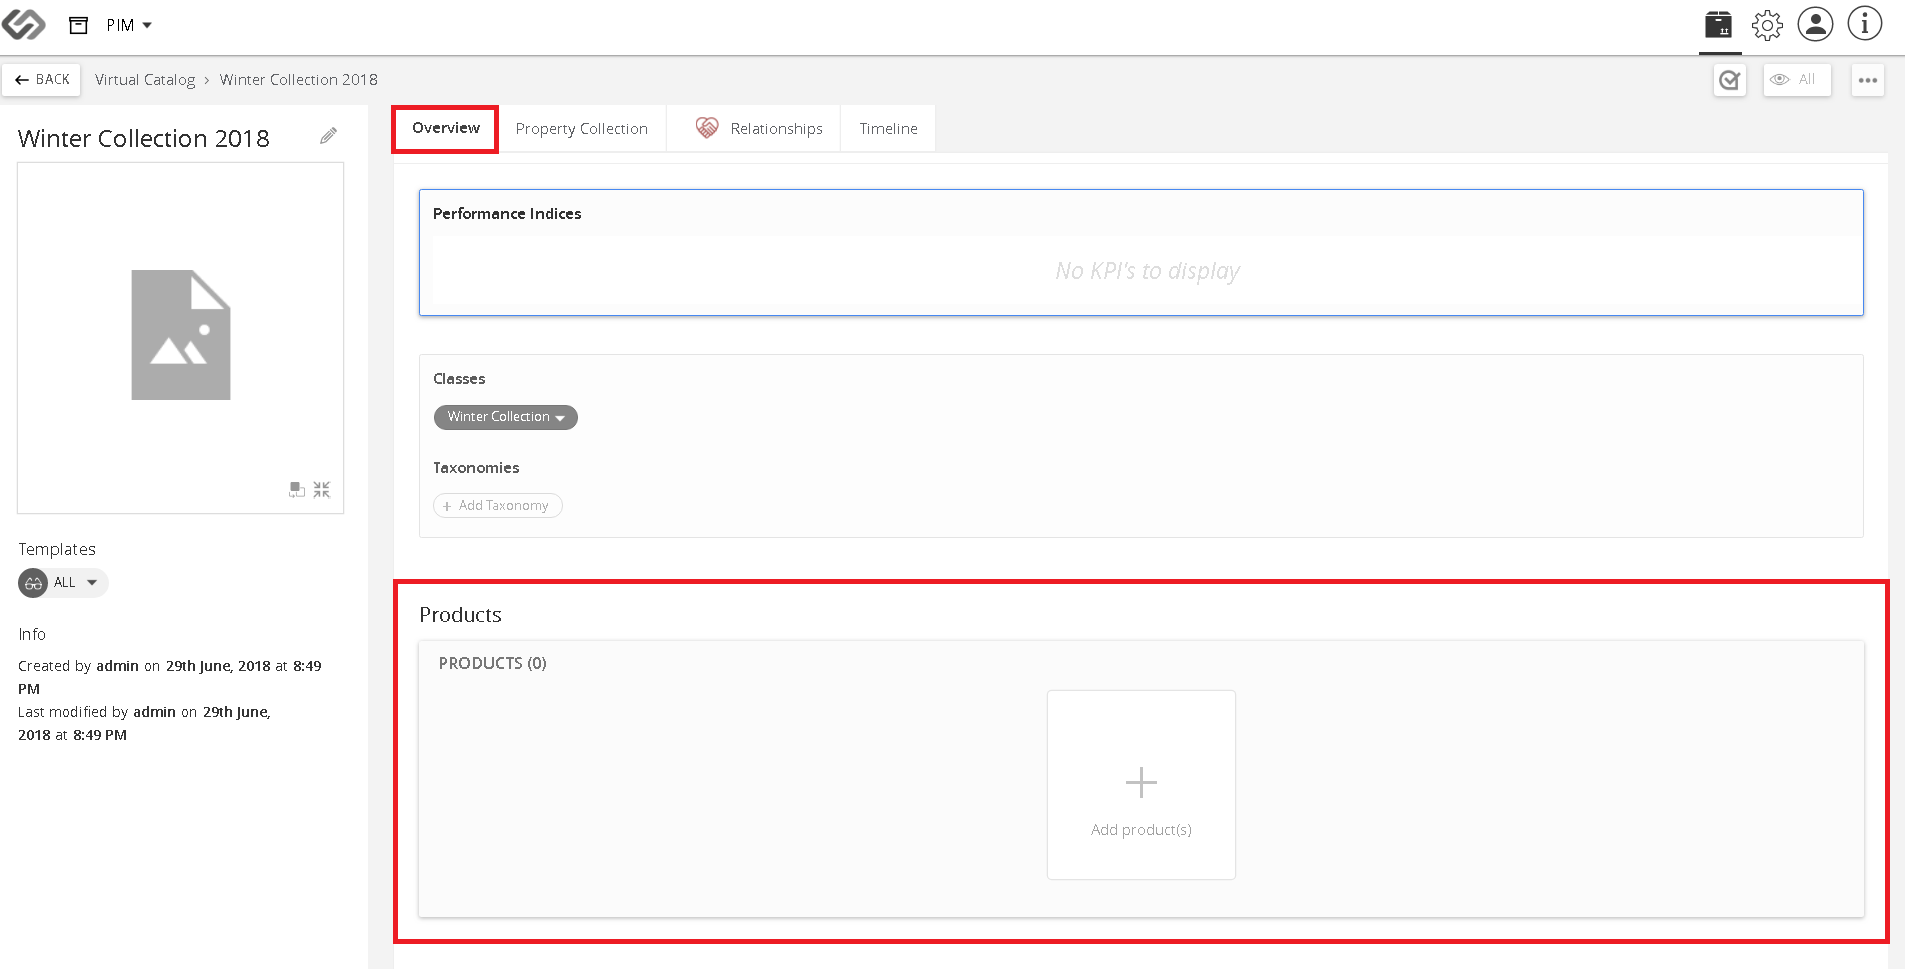 PIM
BACK
Virtual Catalog › Winter Collection 2018
All
Winter Collection 2018
Templates
ALL
Info
Created by admin on 29th June, 2018 at 8:49
PM
Last modified by admin on 29th June,
2018 at 8:49 PM
Overview
Property Collection
Relationships
Timeline
Performance Indices
No KPI's to display
Classes
Winter Collection
Taxonomies
+ Add Taxonomy
Products
PRODUCTS (0)
Add product(s)